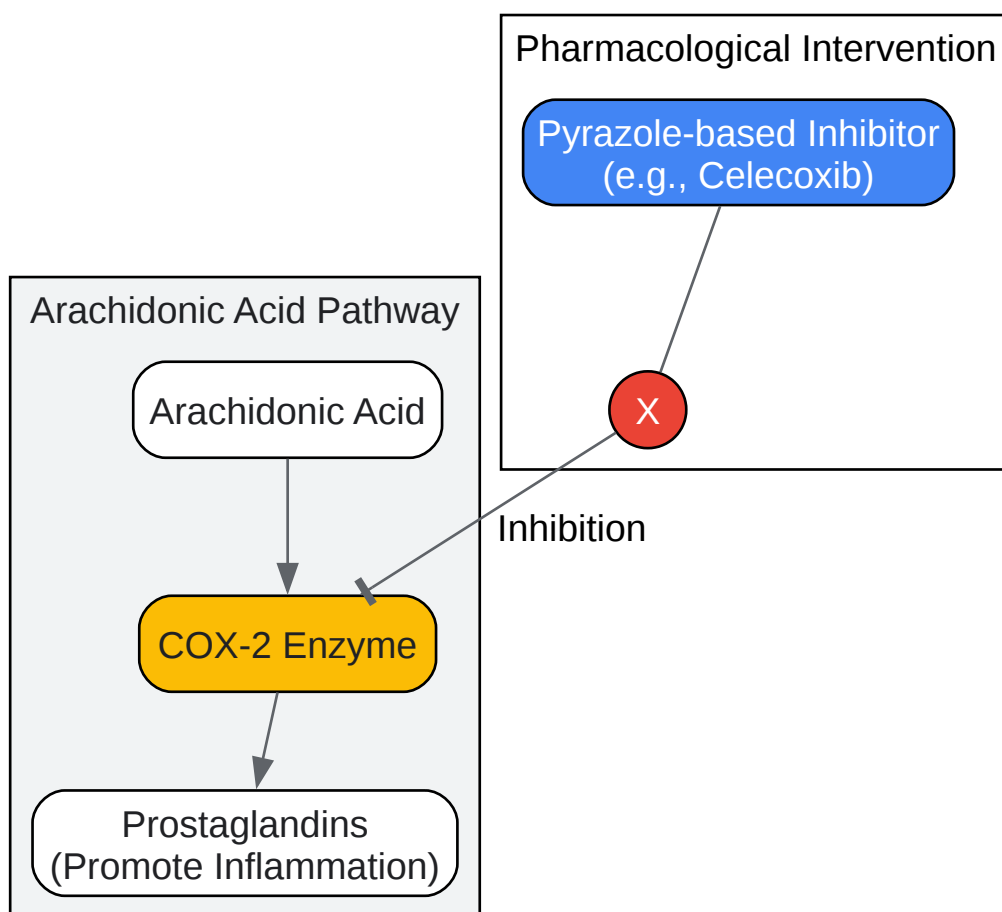 Pharmacological Intervention
Pyrazole-based Inhibitor
(e.g., Celecoxib)
Arachidonic Acid Pathway
Arachidonic Acid
X
Inhibition
COX-2 Enzyme
Prostaglandins
(Promote Inflammation)